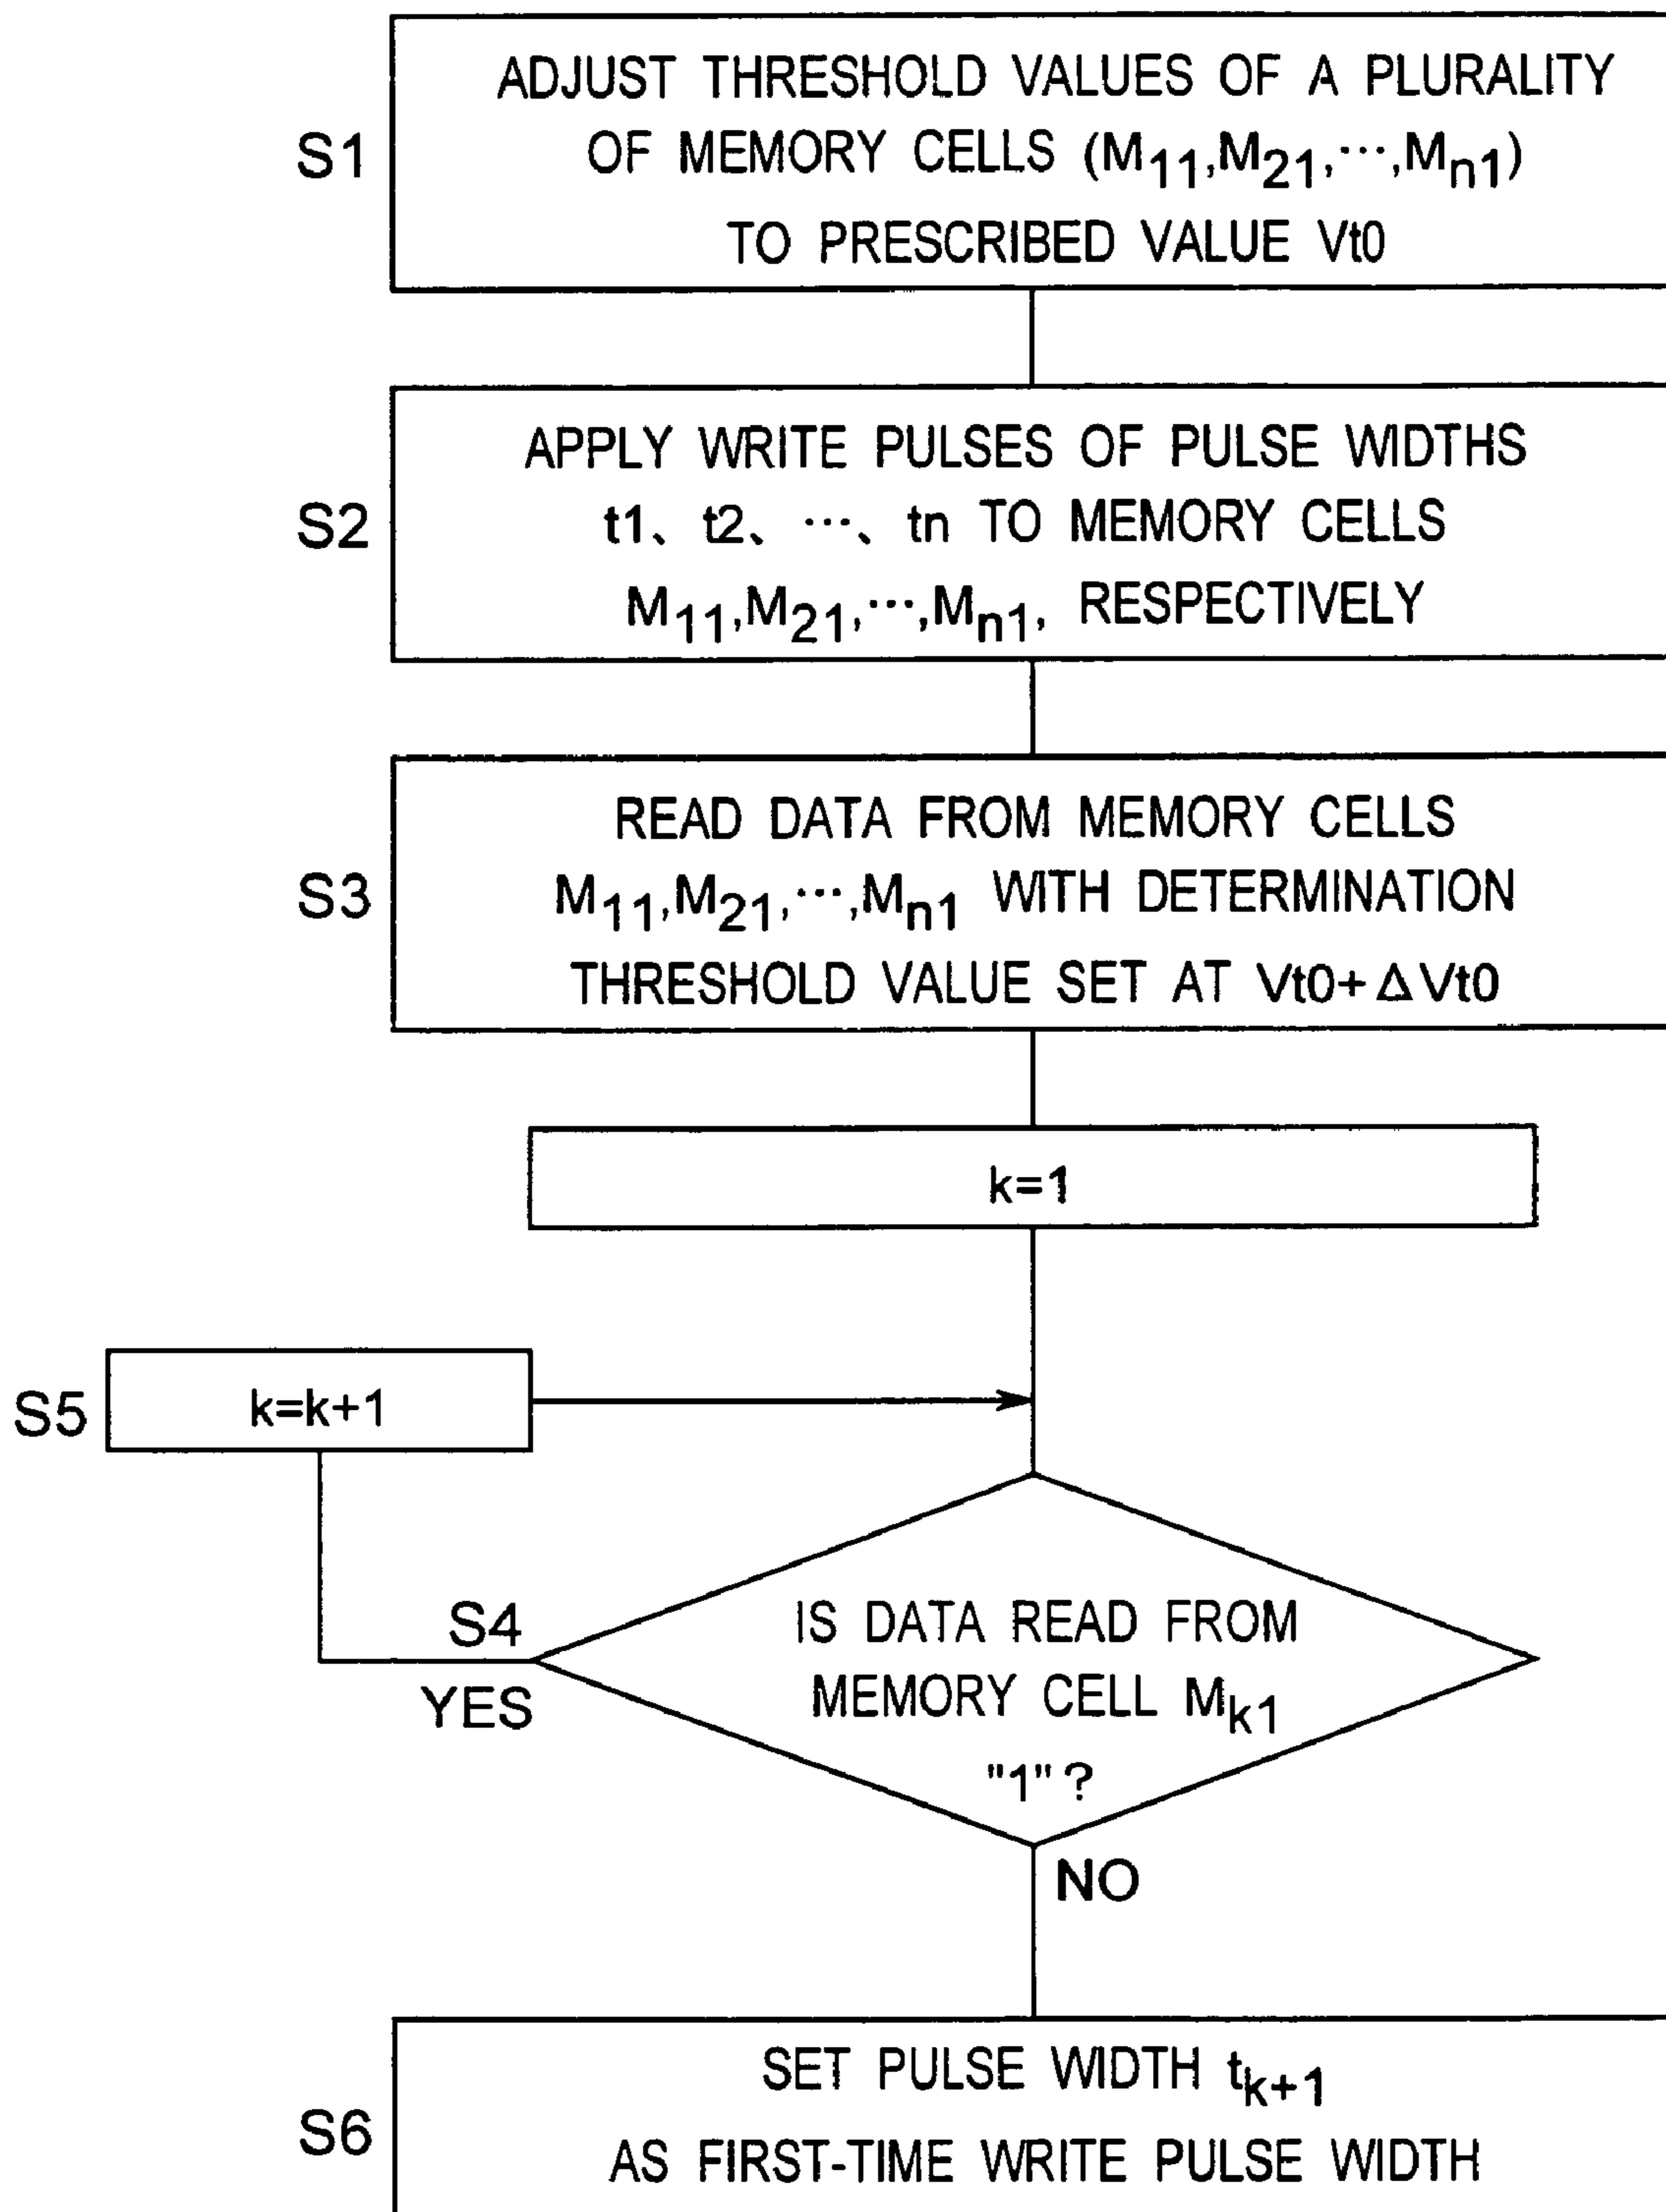 S1
ADJUST THRESHOLD VALUES OF A PLURALITY
OF MEMORY CELLS (M11,M21,···,Mn1)
TO PRESCRIBED VALUE Vt0
S2
APPLY WRITE PULSES OF PULSE WIDTHS
t1、t2、 ···、 tn TO MEMORY CELLS
M11,M21,···,Mn1, RESPECTIVELY
S3
READ DATA FROM MEMORY CELLS
M11,M21,···,Mn1 WITH DETERMINATION
THRESHOLD VALUE SET AT Vt0+ΔVt0
k=1
S5
k=k+1
S4
YES
IS DATA READ FROM
MEMORY CELL Mk1
"1"?
NO
S6
SET PULSE WIDTH tk+1
AS FIRST-TIME WRITE PULSE WIDTH